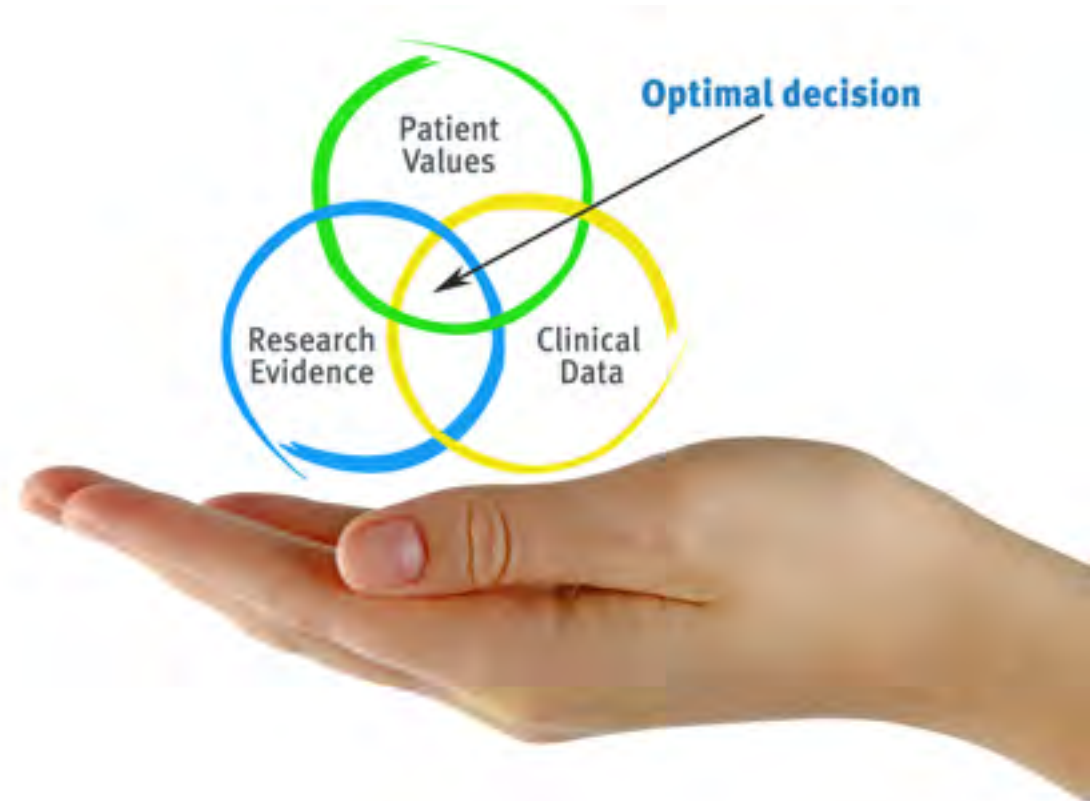 Optimal decision
Patient
Values
Research
Evidence
Clinical
Data